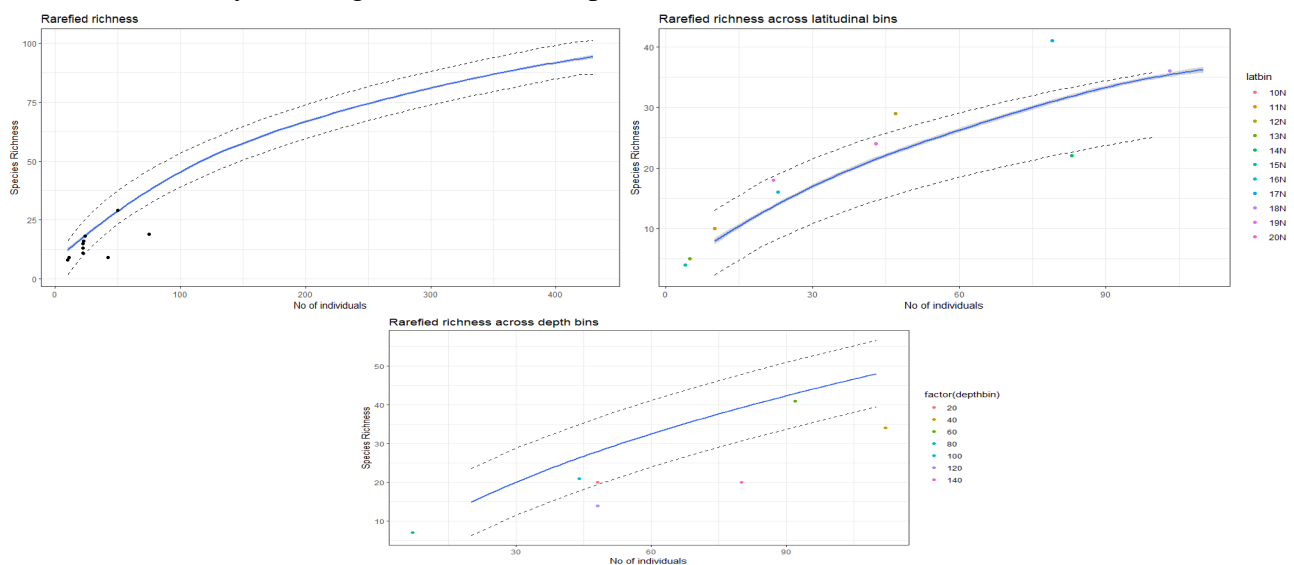 Rarefied richness
100
75
50
25
0
Species Richness
0
100
200
300
400
No of individuals
Rarefied richness across latitudinal bins
40
30
20
10
Species Richness
0
30
60
90
No of individuals
latbin
10N
11N
12N
13N
14N
15N
16N
17N
18N
19N
20N
Rarefied richness across depth bins
50
40
30
20
10
Species Richness
30
60
90
No of individuals
factor(depthbin)
20
40
60
80
100
120
140